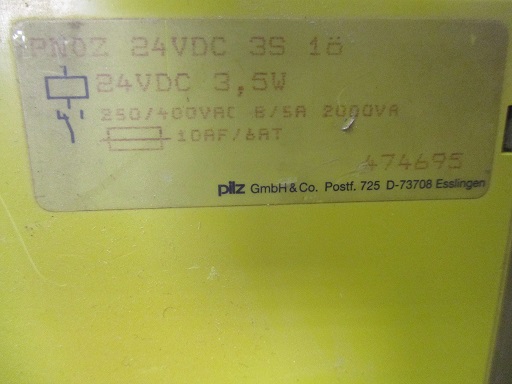 PNOZ 24VDC 3S 1ö
24VDC 3,5W
250/400VAC 8/5A 2000VA
10AF/6AT
474695
pilz GmbH & Co. Postf. 725 D-73708 Esslingen